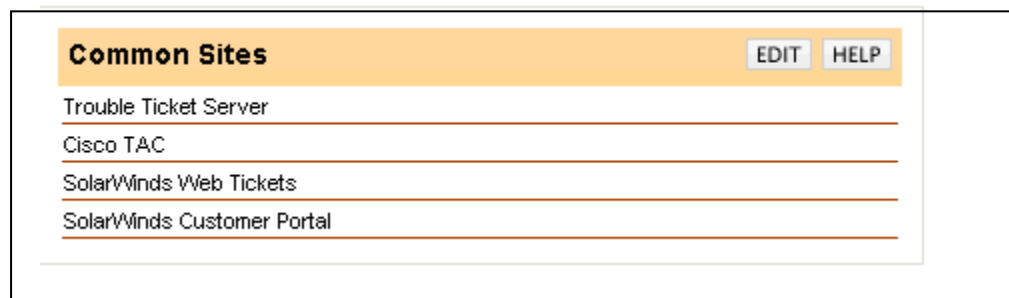 Common Sites EDIT HELP
Trouble Ticket Server
Cisco TAC
SolarWinds Web Tickets
SolarWinds Customer Portal